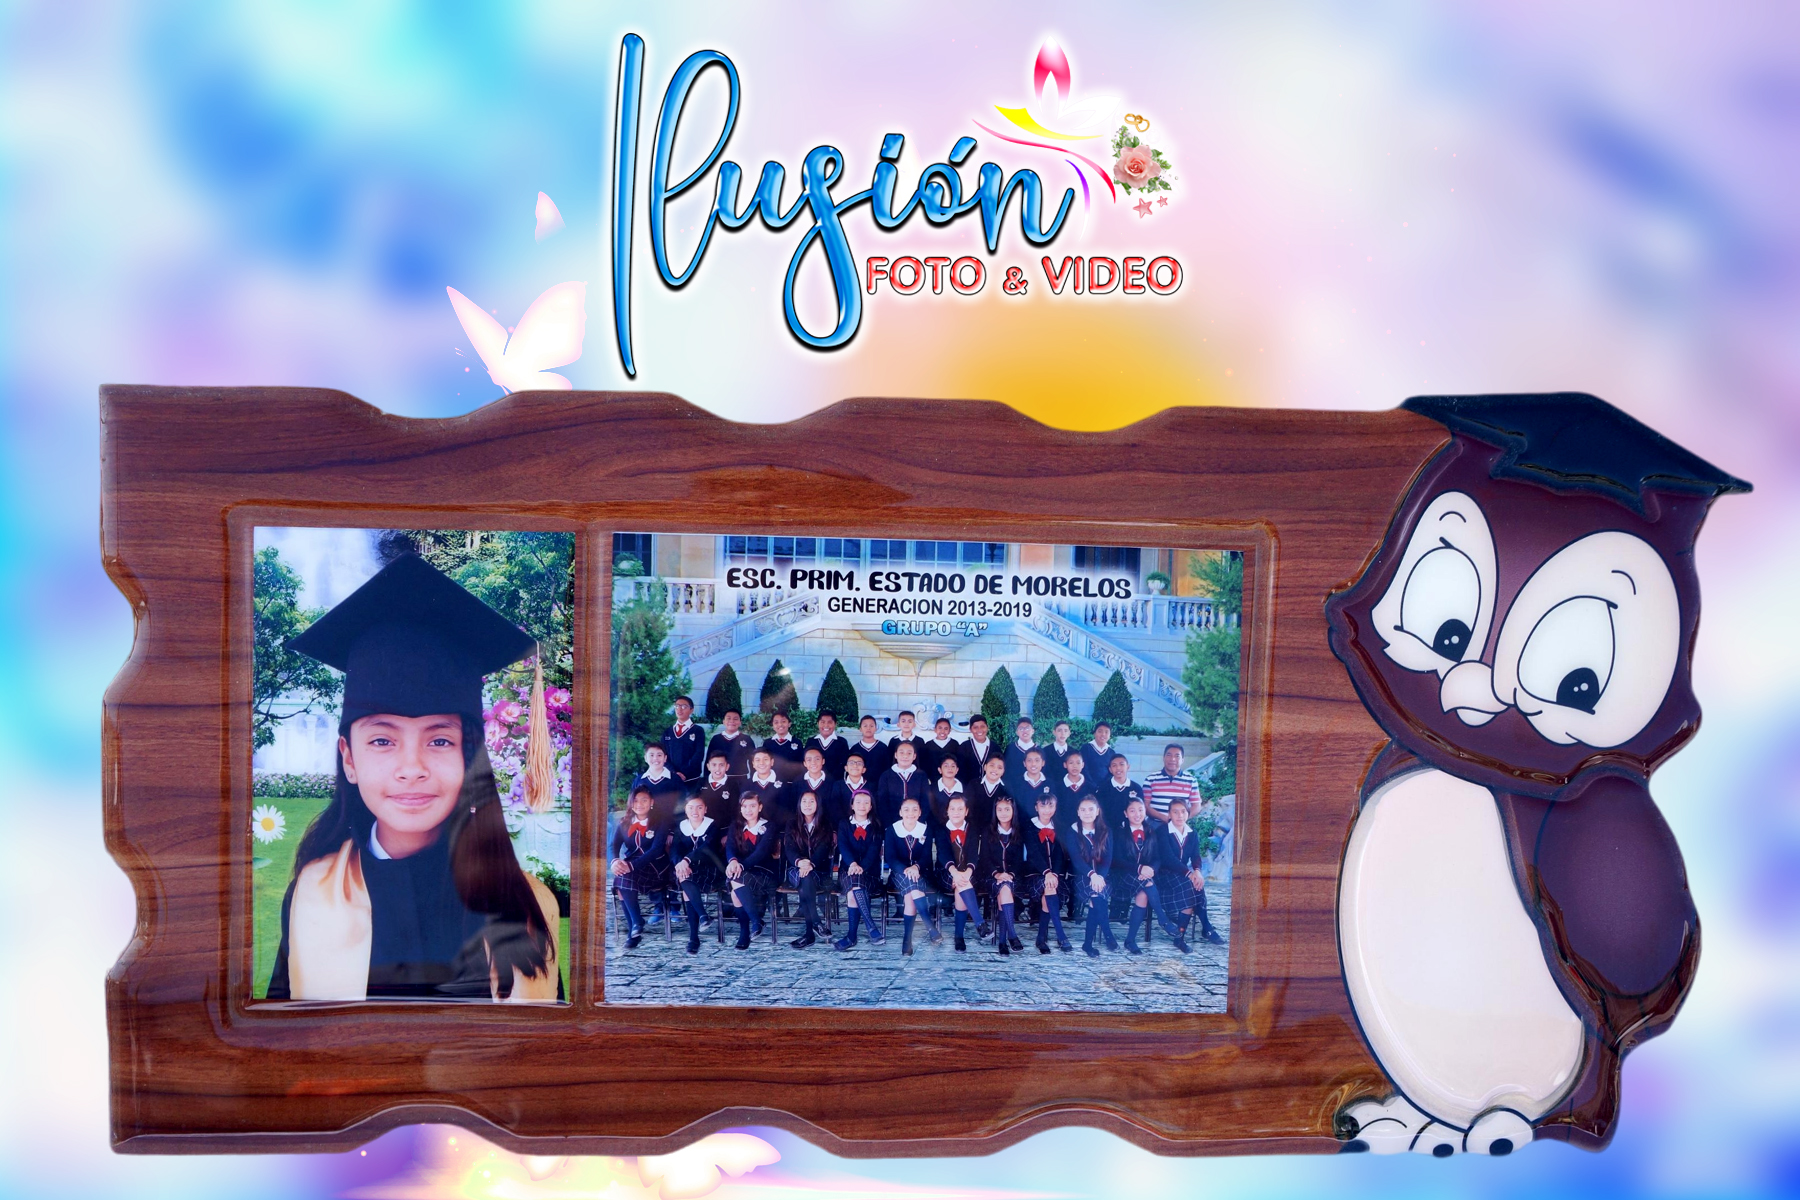 Ilusión
FOTO & VIDEO
ESC. PRIM. ESTADO DE MORELOS
GENERACION 2013-2019
GRUPO "A"